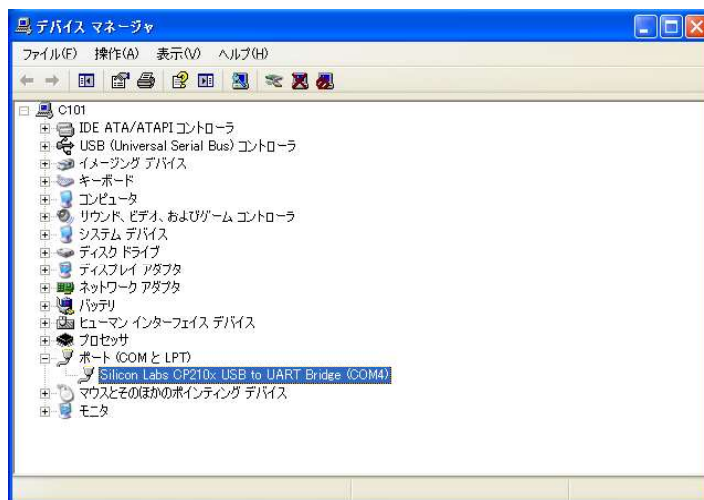 デバイス マネージャ
ファイル(F) 操作(A) 表示(V) ヘルプ(H)
C101
IDE ATA/ATAPI コントローラ
USB (Universal Serial Bus) コントローラ
イメージング デバイス
キーボード
コンピュータ
サウンド、ビデオ、およびゲーム コントローラ
システム デバイス
ディスク ドライブ
ディスプレイ アダプタ
ネットワーク アダプタ
バッテリ
ヒューマン インターフェイス デバイス
プロセッサ
ポート (COM と LPT)
Silicon Labs CP210x USB to UART Bridge (COM4)
マウスとそのほかのポインティング デバイス
モニタ